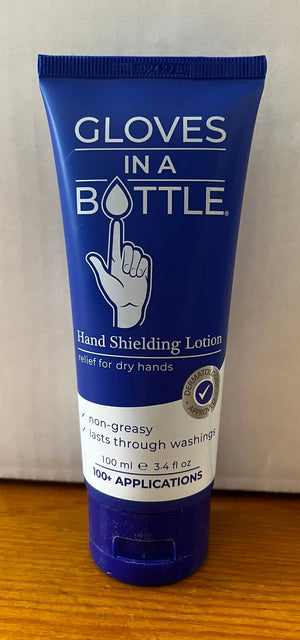 GLOVES
IN A
BOTTLE®
Hand Shielding Lotion
relief for dry hands
✓ non-greasy
✓ lasts through washings
100 ml ℮ 3.4 fl oz
100+ APPLICATIONS